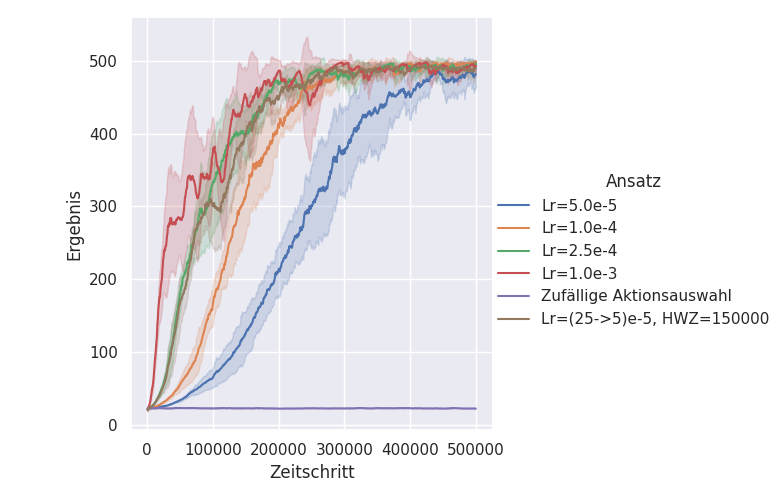 500
400
300
200
100
0
Ergebnis
0 100000 200000 300000 400000 500000
Zeitschritt
Ansatz
Lr=5.0e-5
Lr=1.0e-4
Lr=2.5e-4
Lr=1.0e-3
Zufällige Aktionsauswahl
Lr=(25->5)e-5, HWZ=150000